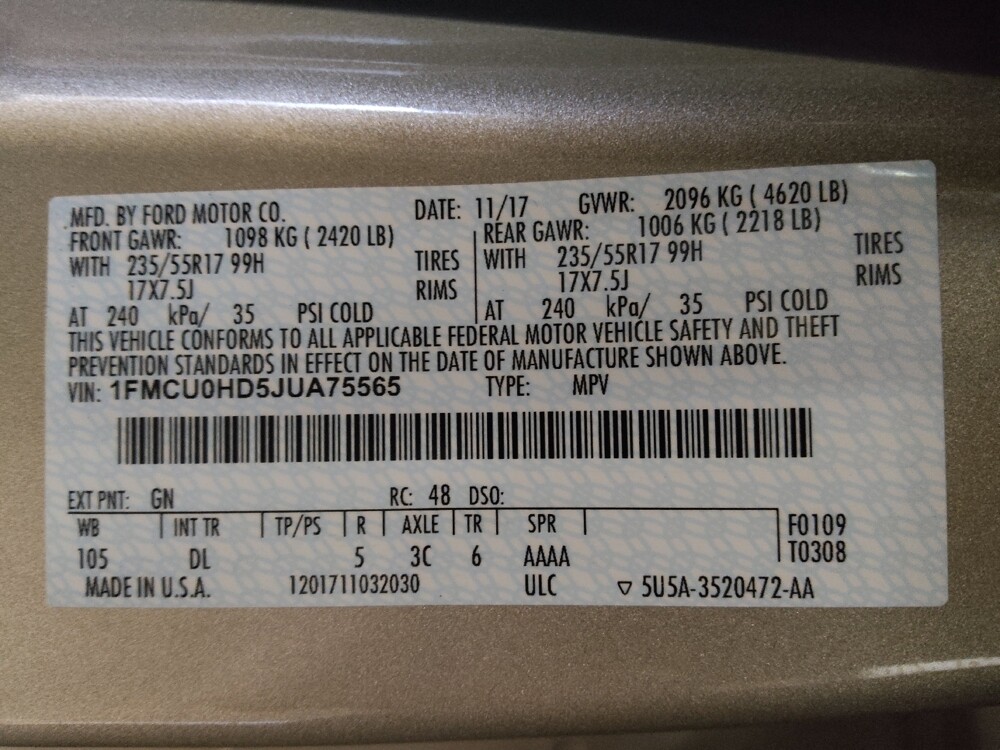 MFD. BY FORD MOTOR CO. DATE: 11/17 GVWR: 2096 KG ( 4620 LB)
FRONT GAWR: 1098 KG ( 2420 LB) REAR GAWR: 1006 KG ( 2218 LB)
WITH 235/55R17 99H TIRES WITH 235/55R17 99H TIRES
17X7.5J RIMS 17X7.5J RIMS
AT 240 kPa/ 35 PSI COLD AT 240 kPa/ 35 PSI COLD
THIS VEHICLE CONFORMS TO ALL APPLICABLE FEDERAL MOTOR VEHICLE SAFETY AND THEFT
PREVENTION STANDARDS IN EFFECT ON THE DATE OF MANUFACTURE SHOWN ABOVE.
VIN: 1FMCU0HD5JUA75565 TYPE: MPV
EXT PNT: GN RC: 48 DSO:
WB INT TR TP/PS R AXLE TR SPR F0109
105 DL 5 3C 6 AAAA T0308
MADE IN U.S.A. 1201711032030 ULC ▽ 5U5A-3520472-AA